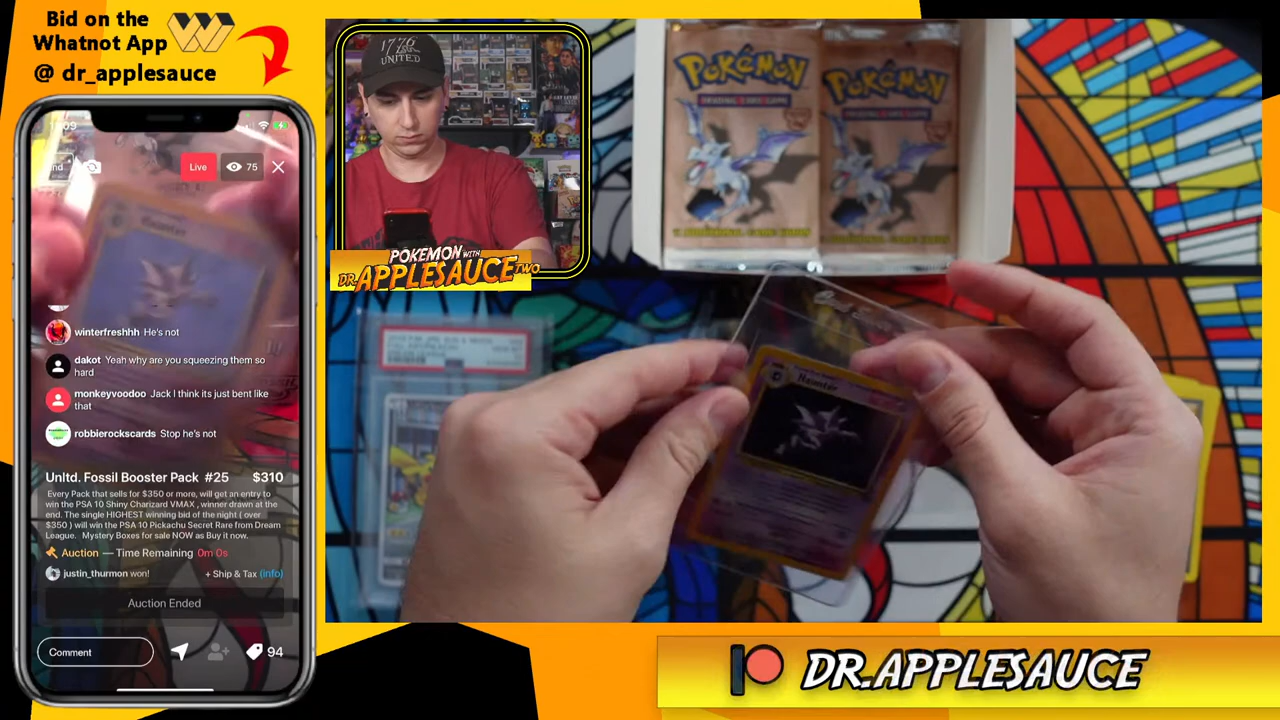 Bid on the
Whatnot App
@ dr_applesauce
Live
75
winterfreshhh He's not
dakot Yeah why are you squeezing them so
hard
monkeyvoodoo Jack I think its just bent like
that
robbierockscards Stop he's not
Unltd. Fossil Booster Pack #25 $310
Every Pack that sells for $350 or more, will get an entry to
win the PSA 10 Shiny Charizard VMAX , winner drawn at the
end. The single HIGHEST winning bid of the night ( over
$350 ) will win the PSA 10 Pickachu Secret Rare from Dream
League. Mystery Boxes for sale NOW as Buy it now.
Auction — Time Remaining 0m 0s
justin_thurmon won! + Ship & Tax (info)
Auction Ended
Comment
94
1776
UNITED
POKEMON WITH
DR.APPLESAUCE TWO
POKéMON
POKéMON
Haunter
Haunter
DR.APPLESAUCE